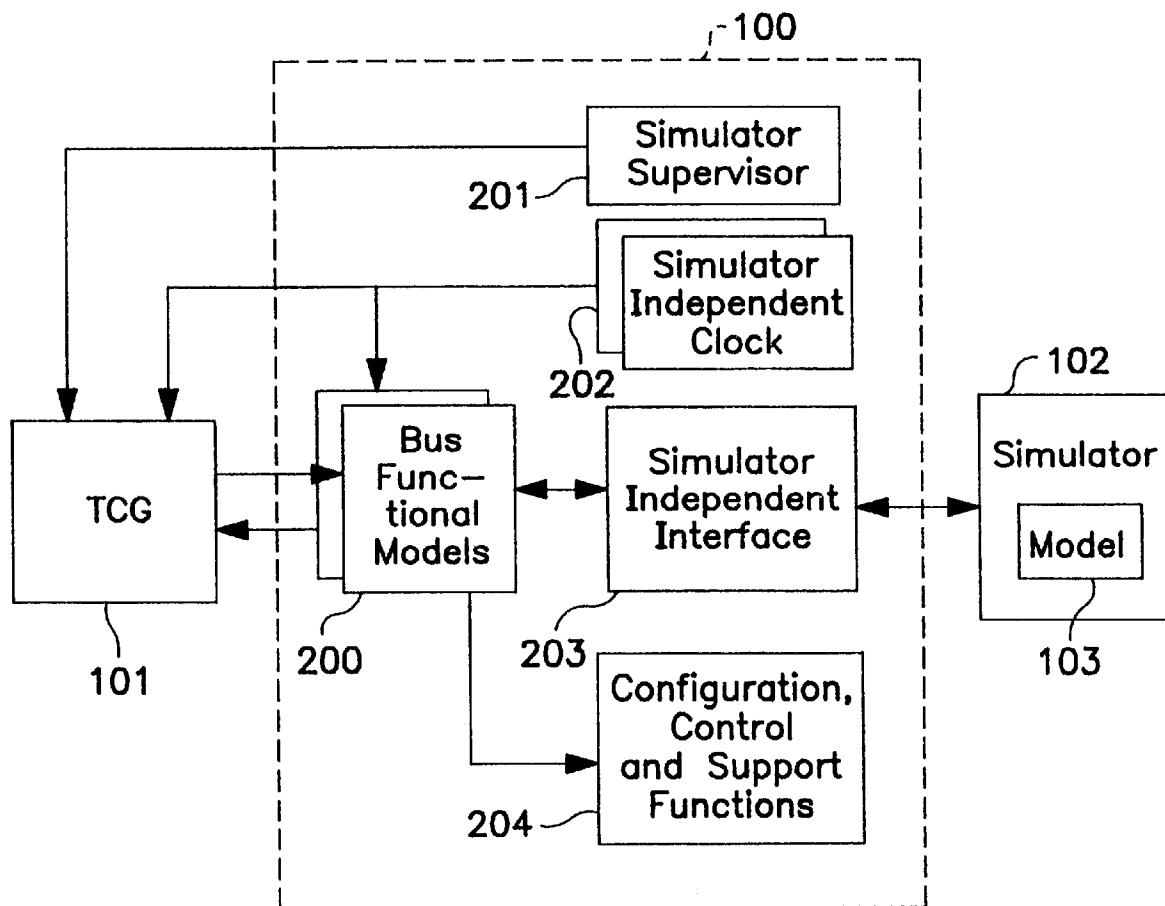 100
Simulator
Supervisor
201
Simulator
Independent
Clock
202
102
Simulator
Model
103
TCG
101
Bus
Func-
tional
Models
200
Simulator
Independent
Interface
203
Configuration,
Control
and Support
Functions
204